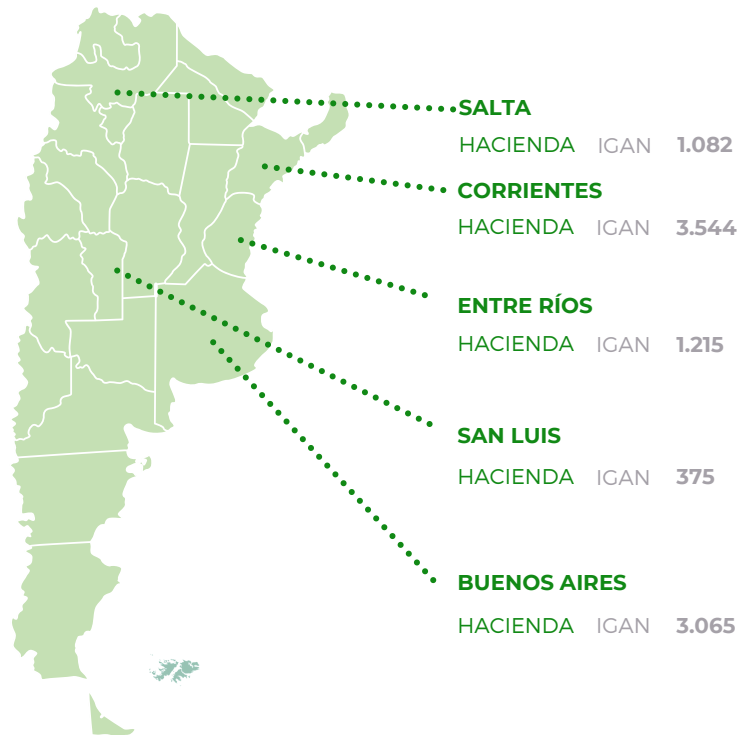 SALTA
HACIENDA IGAN 1.082
CORRIENTES
HACIENDA IGAN 3.544
ENTRE RÍOS
HACIENDA IGAN 1.215
SAN LUIS
HACIENDA IGAN 375
BUENOS AIRES
HACIENDA IGAN 3.065